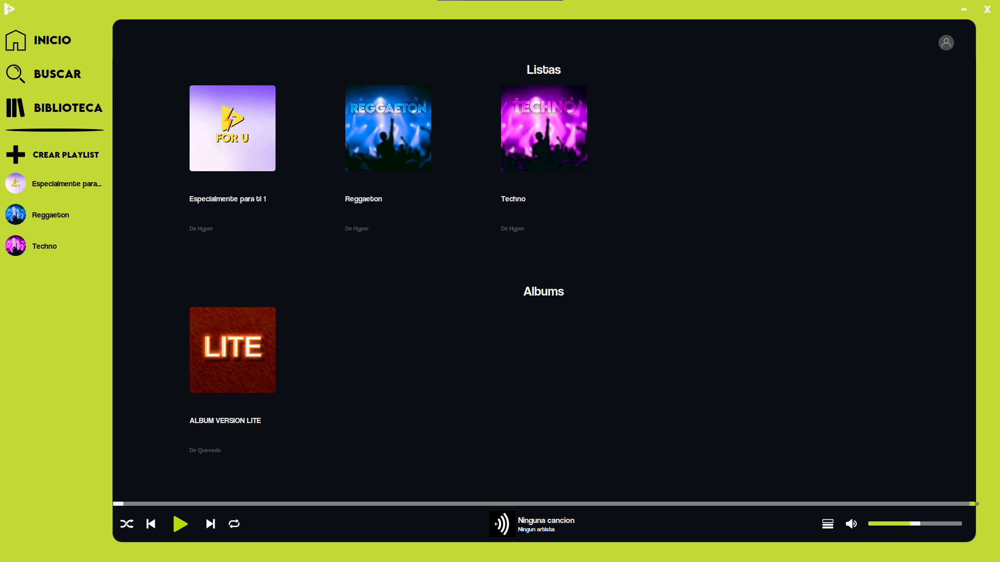 x
INICIO
BUSCAR
BIBLIOTECA
CREAR PLAYLIST
FOR U
Especialmente para...
Reggaeton
Techno
Listas
FOR U
REGGAETON
TECHNO
Especialmente para ti 1
Reggaeton
Techno
De Hyper
De Hyper
De Hyper
Albums
LITE
ALBUM VERSION LITE
De Quevedo
Ninguna cancion
Ningun artista